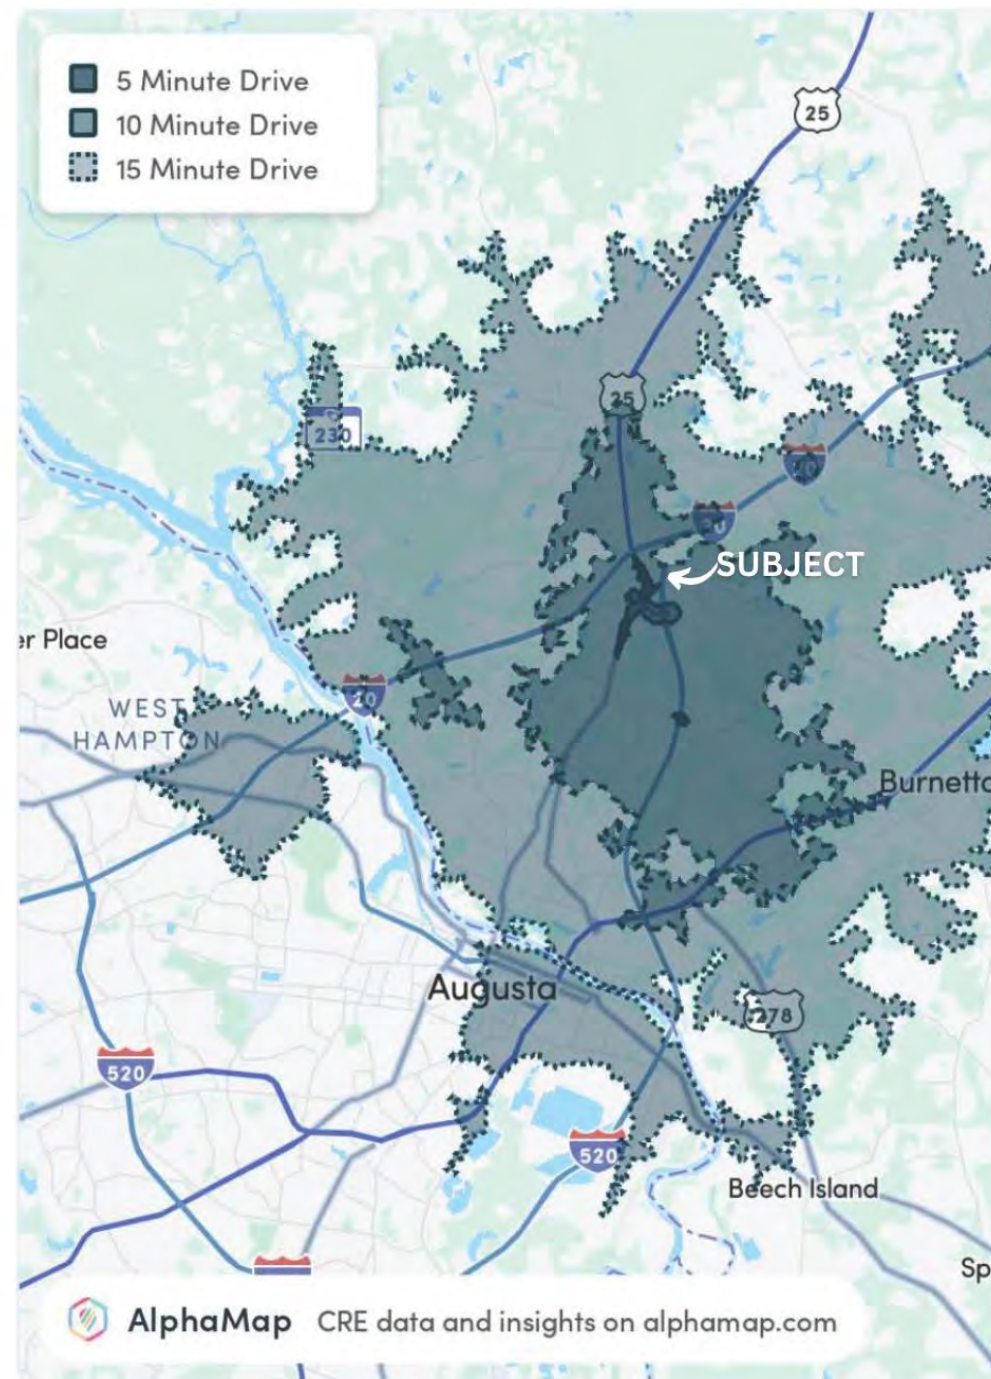 5 Minute Drive
10 Minute Drive
15 Minute Drive
25
25
230
20
20
SUBJECT
er Place
20
WEST
HAMPTON
Burnetto
Augusta
278
520
520
Beech Island
Sp
AlphaMap CRE data and insights on alphamap.com